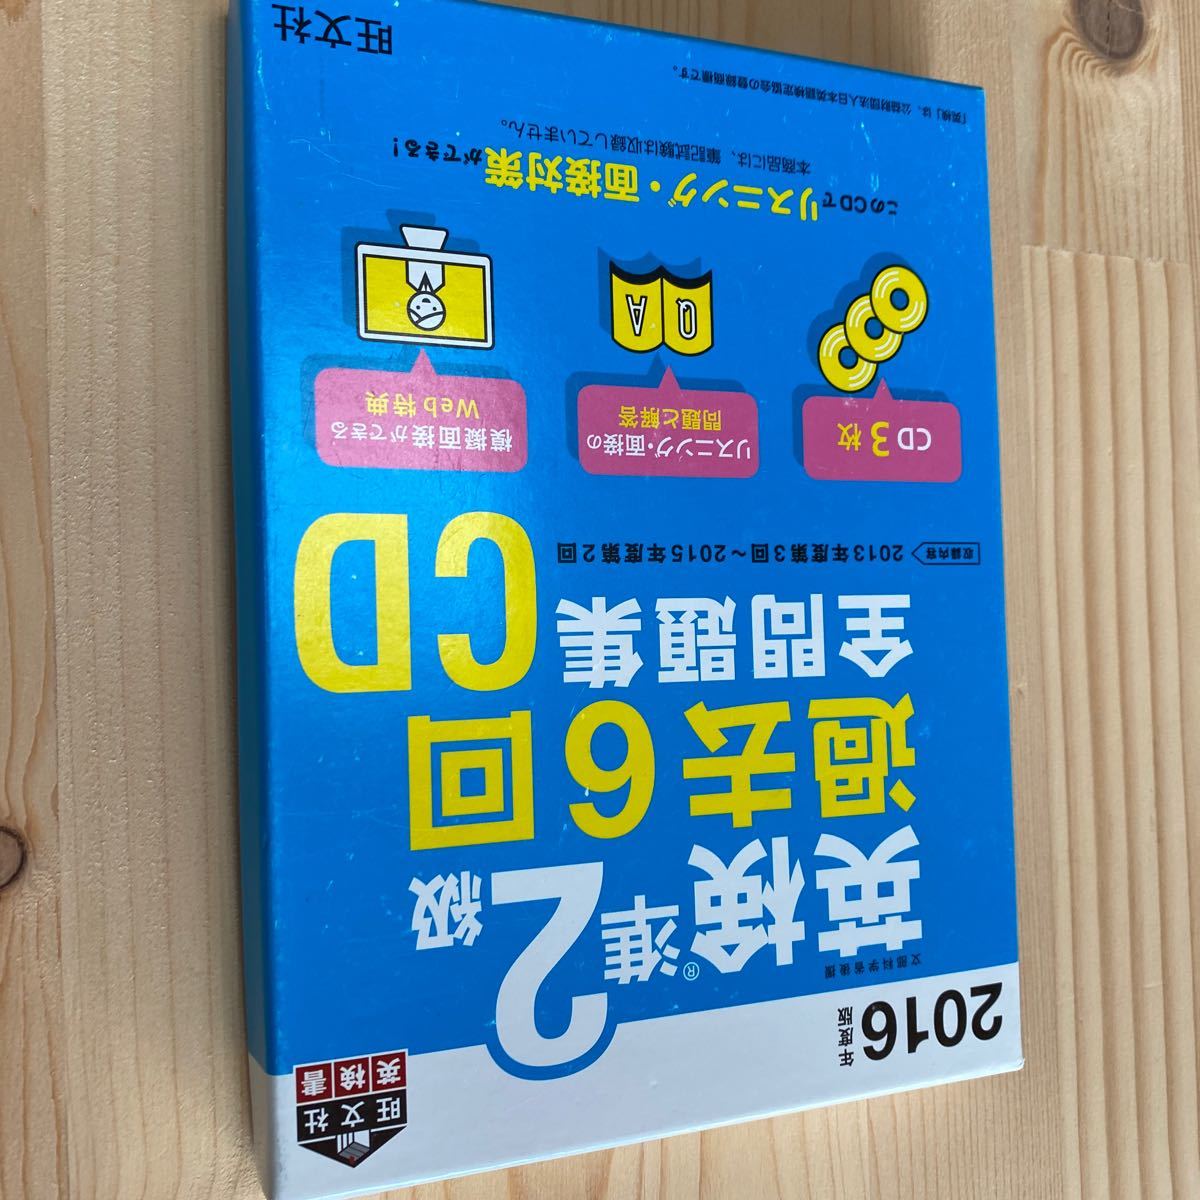 2016年度版
旺文社
英検書
文部科学省後援
英検®準2級
過去6回
全問題集
CD
収録内容 2013年度第3回～2015年度第2回
CD3枚
リスニング・面接の
問題と解答
模擬面接ができる
Web特典
Q A
このCDでリスニング・面接対策ができる！
本商品には、筆記試験は収録していません。
「英検」は、公益財団法人日本英語検定協会の登録商標です。
旺文社